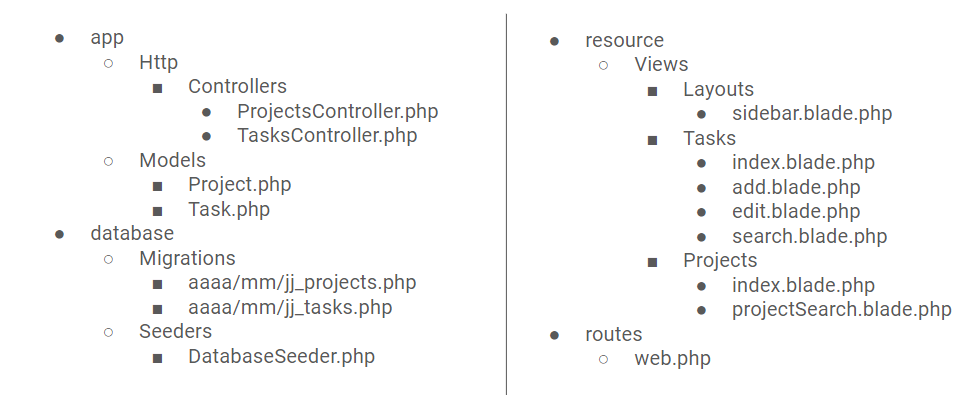 app
Http
Controllers
ProjectsController.php
TasksController.php
Models
Project.php
Task.php
database
Migrations
aaaa/mm/jj_projects.php
aaaa/mm/jj_tasks.php
Seeders
DatabaseSeeder.php
resource
Views
Layouts
sidebar.blade.php
Tasks
index.blade.php
add.blade.php
edit.blade.php
search.blade.php
Projects
index.blade.php
projectSearch.blade.php
routes
web.php